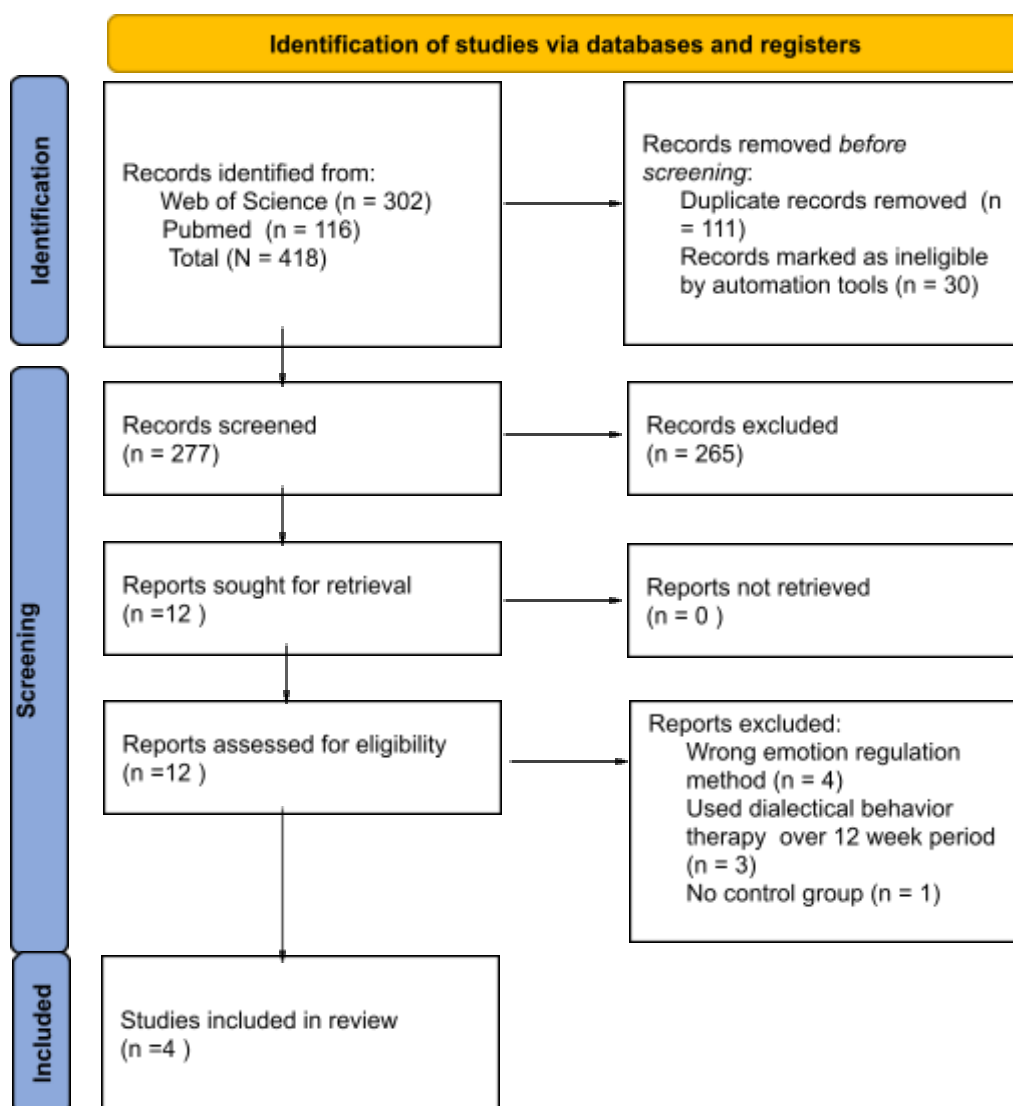 Identification of studies via databases and registers
Identification
Records identified from:
Web of Science (n = 302)
Pubmed (n = 116)
Total (N = 418)
Records removed before
screening:
Duplicate records removed (n
= 111)
Records marked as ineligible
by automation tools (n = 30)
Screening
Records screened
(n = 277)
Records excluded
(n = 265)
Reports sought for retrieval
(n =12 )
Reports not retrieved
(n = 0 )
Reports assessed for eligibility
(n =12 )
Reports excluded:
Wrong emotion regulation
method (n = 4)
Used dialectical behavior
therapy over 12 week period
(n = 3)
No control group (n = 1)
Included
Studies included in review
(n =4 )